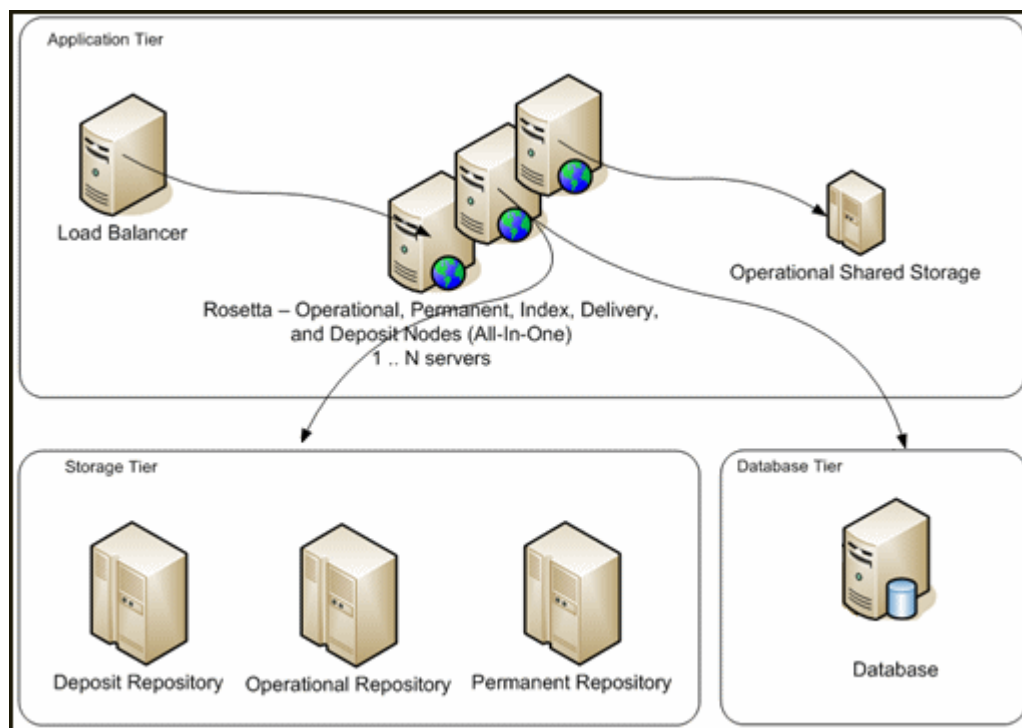 Application Tier
Load Balancer
Operational Shared Storage
Rosetta – Operational, Permanent, Index, Delivery,
and Deposit Nodes (All-In-One)
1 .. N servers
Storage Tier
Deposit Repository
Operational Repository
Permanent Repository
Database Tier
Database